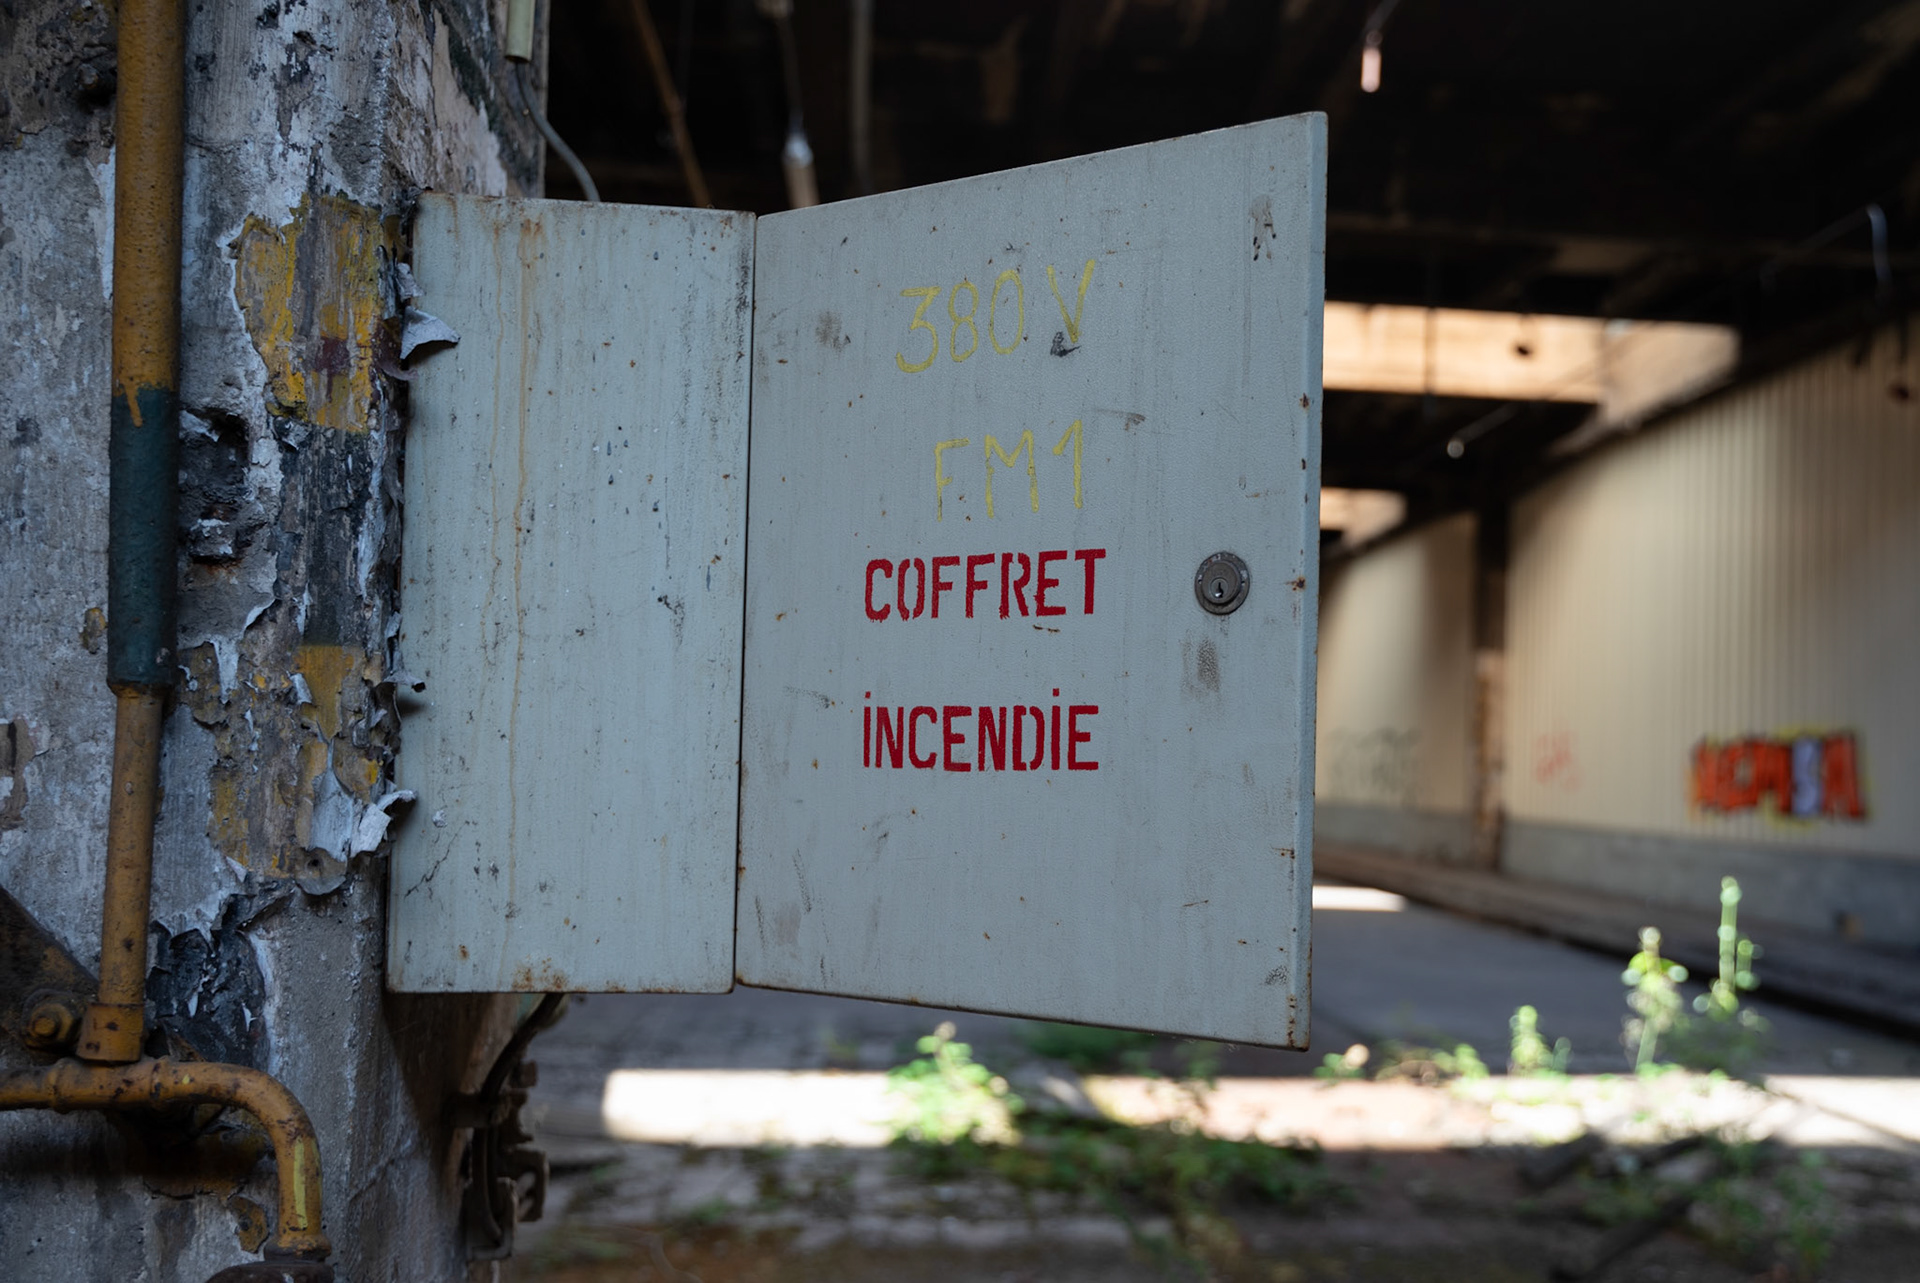 380 V
FM1
COFFRET
INCENDIE